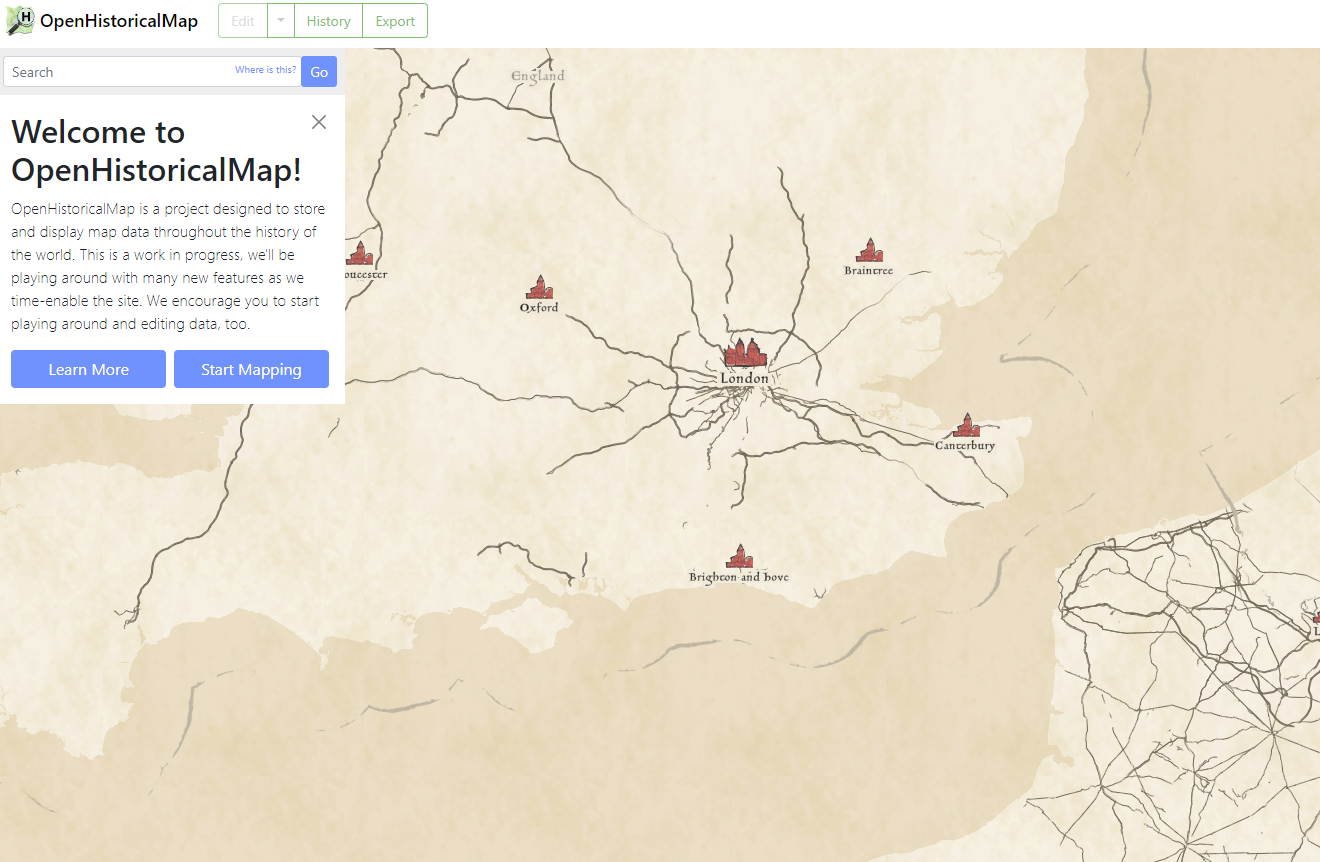 OpenHistoricalMap
Edit
History
Export
Search
Where is this?
Go
Welcome to
OpenHistoricalMap!
OpenHistoricalMap is a project designed to store
and display map data throughout the history of
the world. This is a work in progress, we'll be
playing around with many new features as we
time-enable the site. We encourage you to start
playing around and editing data, too.
Learn More
Start Mapping
England
oucester
Oxford
Braintree
London
Canterbury
Brighton and Hove
L